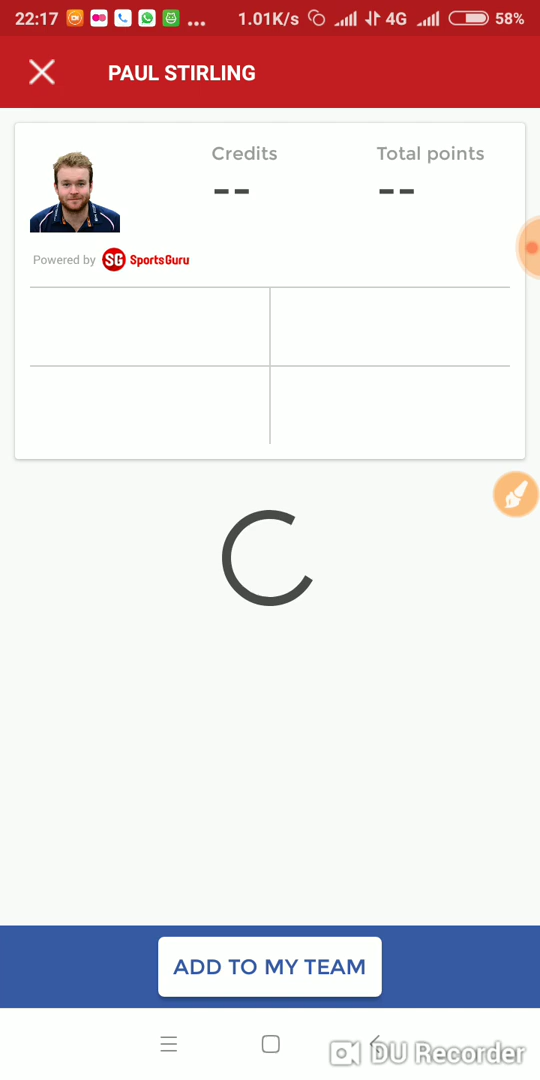 22:17 ... 1.01K/s 4G 58%
PAUL STIRLING
Credits Total points
-- --
Powered by SG SportsGuru
ADD TO MY TEAM
DU Recorder